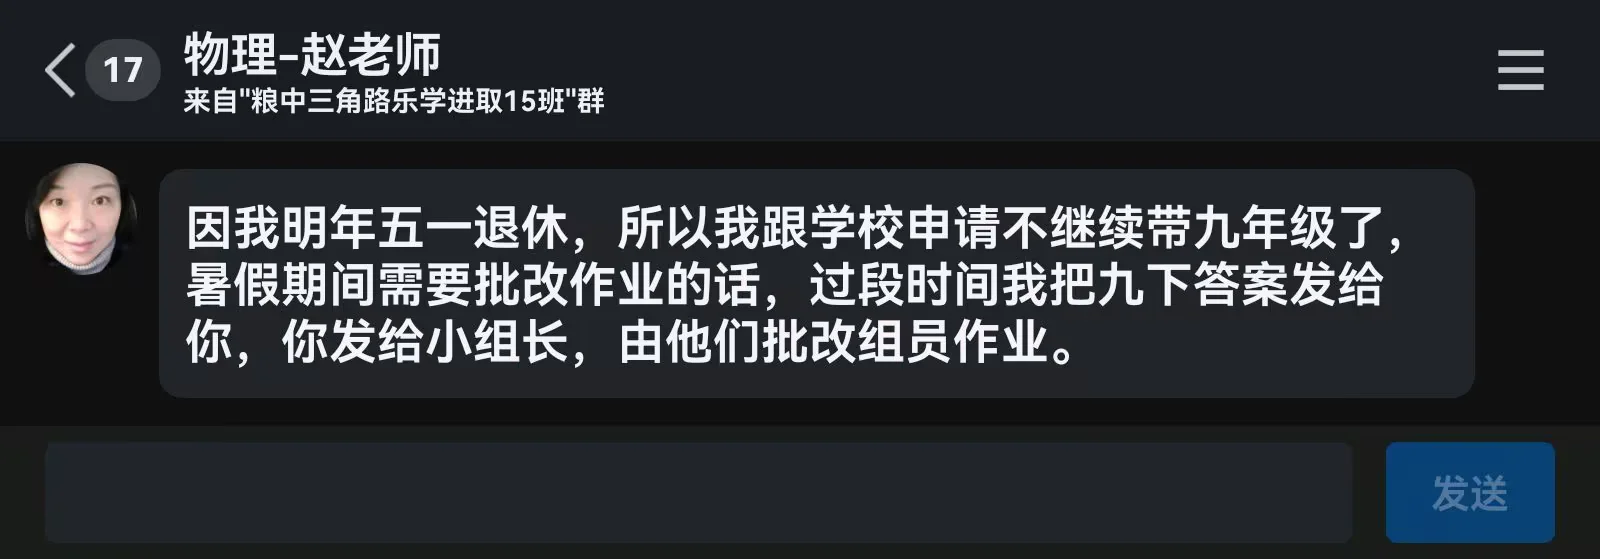 17
物理-赵老师
来自"粮中三角路乐学进取15班"群
因我明年五一退休，所以我跟学校申请不继续带九年级了，
暑假期间需要批改作业的话，过段时间我把九下答案发给
你，你发给小组长，由他们批改组员作业。
发送